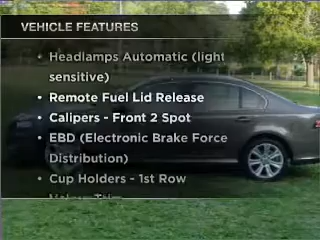 VEHICLE FEATURES
• Headlamps Automatic (light
sensitive)
• Remote Fuel Lid Release
• Calipers - Front 2 Spot
• EBD (Electronic Brake Force
Distribution)
• Cup Holders - 1st Row